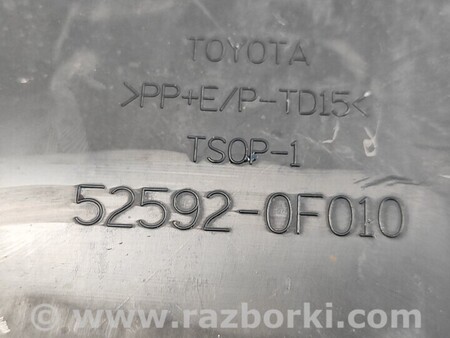 TOYOTA
>PP+E/P-TD15<
TSOP-1
52592-0F010
© www.razborki.com